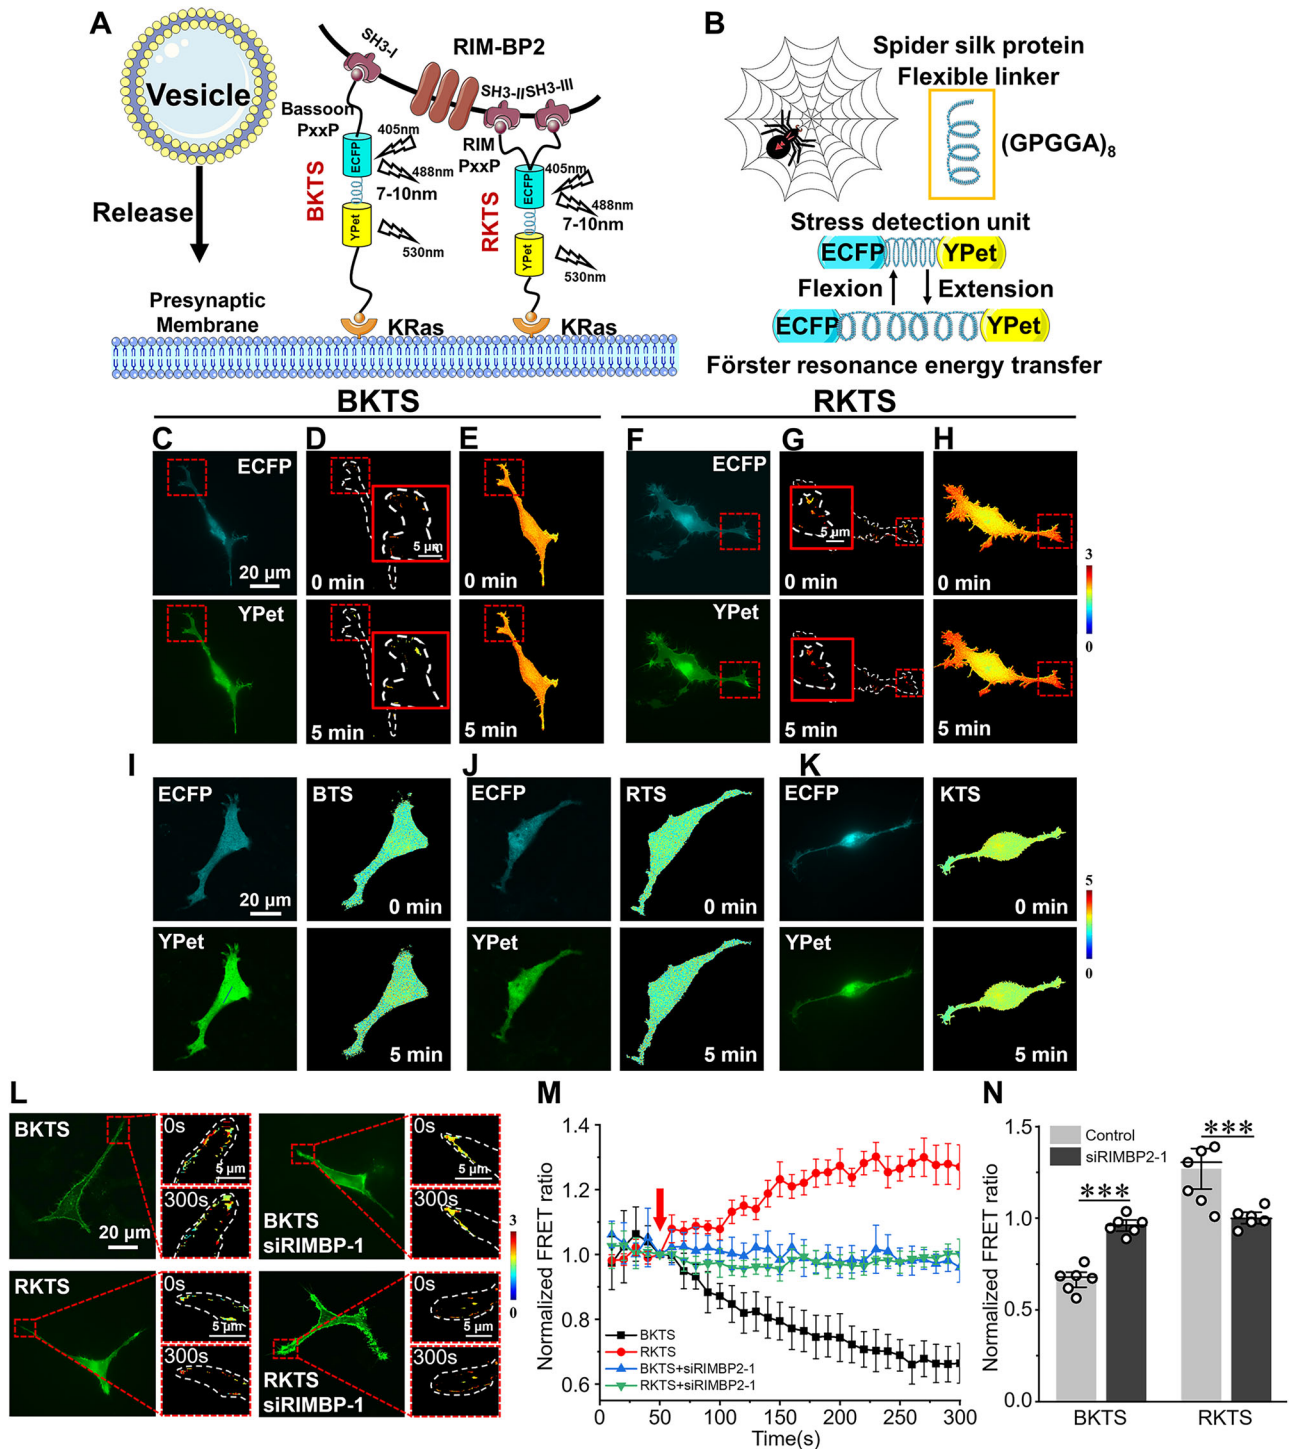 A
Vesicle
Release
Presynaptic
Membrane
SH3-I
RIM-BP2
SH3-II
SH3-III
Bassoon
PxxP
405nm
ECFP
488nm
7-10nm
BKTS
YPet
530nm
KRas
RIM
PxxP
405nm
ECFP
488nm
7-10nm
RKTS
YPet
530nm
KRas
B
Spider silk protein
Flexible linker
(GPGGA)8
Stress detection unit
ECFP
YPet
Flexion
Extension
ECFP
YPet
Förster resonance energy transfer
BKTS
RKTS
C
ECFP
20 μm
YPet
D
5 μm
0 min
5 μm
5 min
E
0 min
5 min
F
ECFP
YPet
G
5 μm
0 min
5 min
H
0 min
5 min
3
0
I
ECFP
20 μm
YPet
BTS
0 min
5 min
J
ECFP
YPet
RTS
0 min
5 min
K
ECFP
YPet
KTS
0 min
5 min
5
0
L
BKTS
20 μm
0s
5 μm
300s
BKTS
siRIMBP-1
0s
5 μm
300s
RKTS
0s
5 μm
300s
RKTS
siRIMBP-1
0s
5 μm
300s
3
0
M
Normalized FRET ratio
1.4
1.2
1.0
0.8
0.6
BKTS
RKTS
BKTS+siRIMBP2-1
RKTS+siRIMBP2-1
0 50 100 150 200 250 300
Time(s)
N
Normalized FRET ratio
1.5
1.0
0.5
0.0
Control
siRIMBP2-1
***
***
BKTS
RKTS